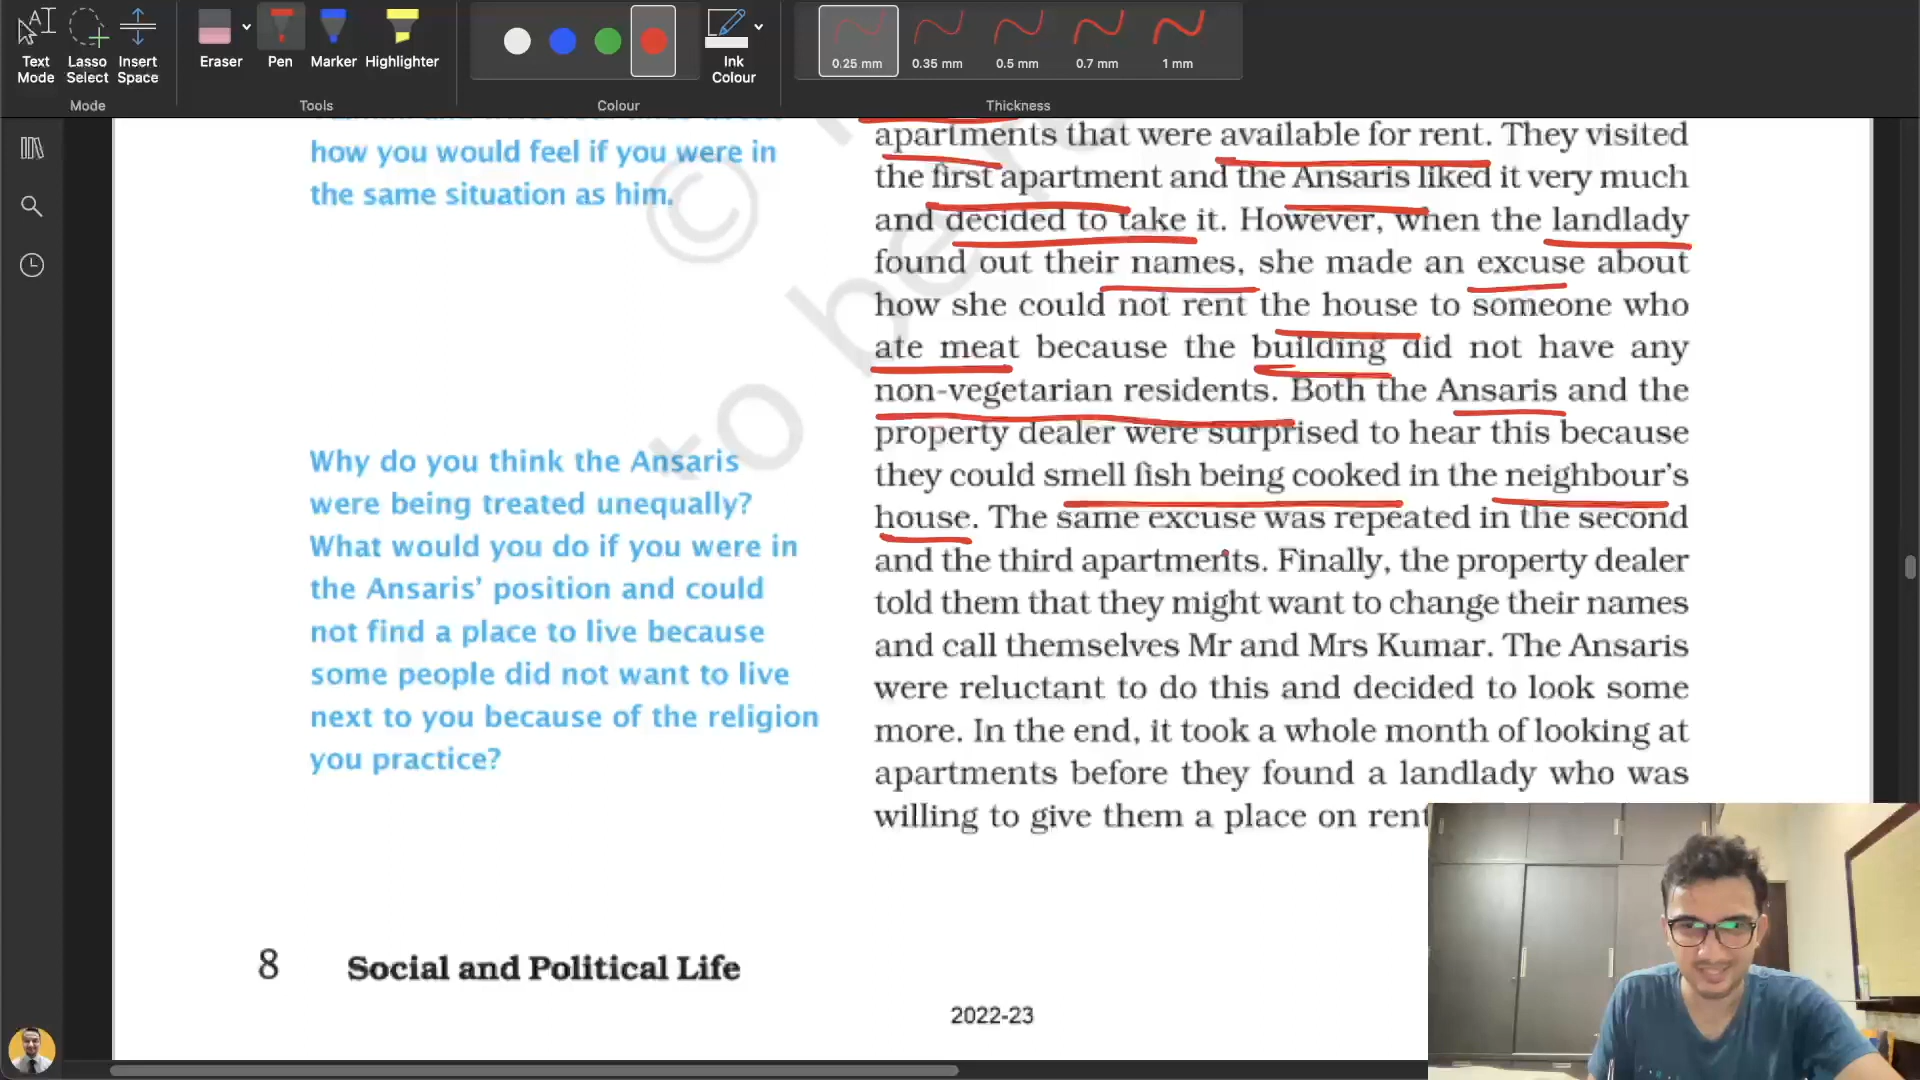 Text Mode
Lasso Select
Insert Space
Mode
Eraser
Pen
Marker
Highlighter
Tools
Colour
Ink Colour
0.25 mm
0.35 mm
0.5 mm
0.7 mm
1 mm
Thickness
how you would feel if you were in
the same situation as him.
Why do you think the Ansaris
were being treated unequally?
What would you do if you were in
the Ansaris’ position and could
not find a place to live because
some people did not want to live
next to you because of the religion
you practice?
apartments that were available for rent. They visited
the first apartment and the Ansaris liked it very much
and decided to take it. However, when the landlady
found out their names, she made an excuse about
how she could not rent the house to someone who
ate meat because the building did not have any
non-vegetarian residents. Both the Ansaris and the
property dealer were surprised to hear this because
they could smell fish being cooked in the neighbour’s
house. The same excuse was repeated in the second
and the third apartments. Finally, the property dealer
told them that they might want to change their names
and call themselves Mr and Mrs Kumar. The Ansaris
were reluctant to do this and decided to look some
more. In the end, it took a whole month of looking at
apartments before they found a landlady who was
willing to give them a place on rent
©
to be re
8 Social and Political Life
2022-23